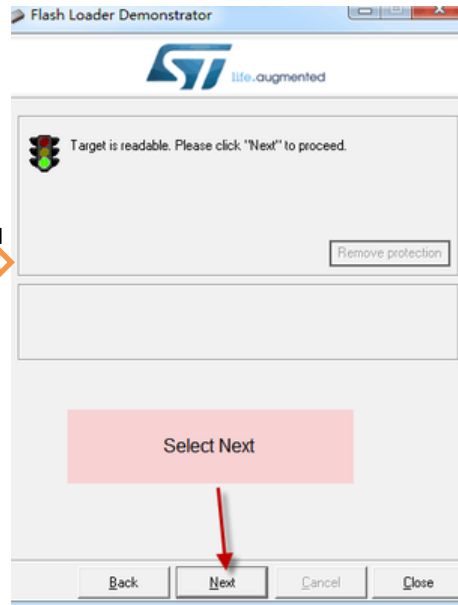 Flash Loader Demonstrator
life.augmented
Target is readable. Please click "Next" to proceed.
Remove protection
Select Next
Back
Next
Cancel
Close